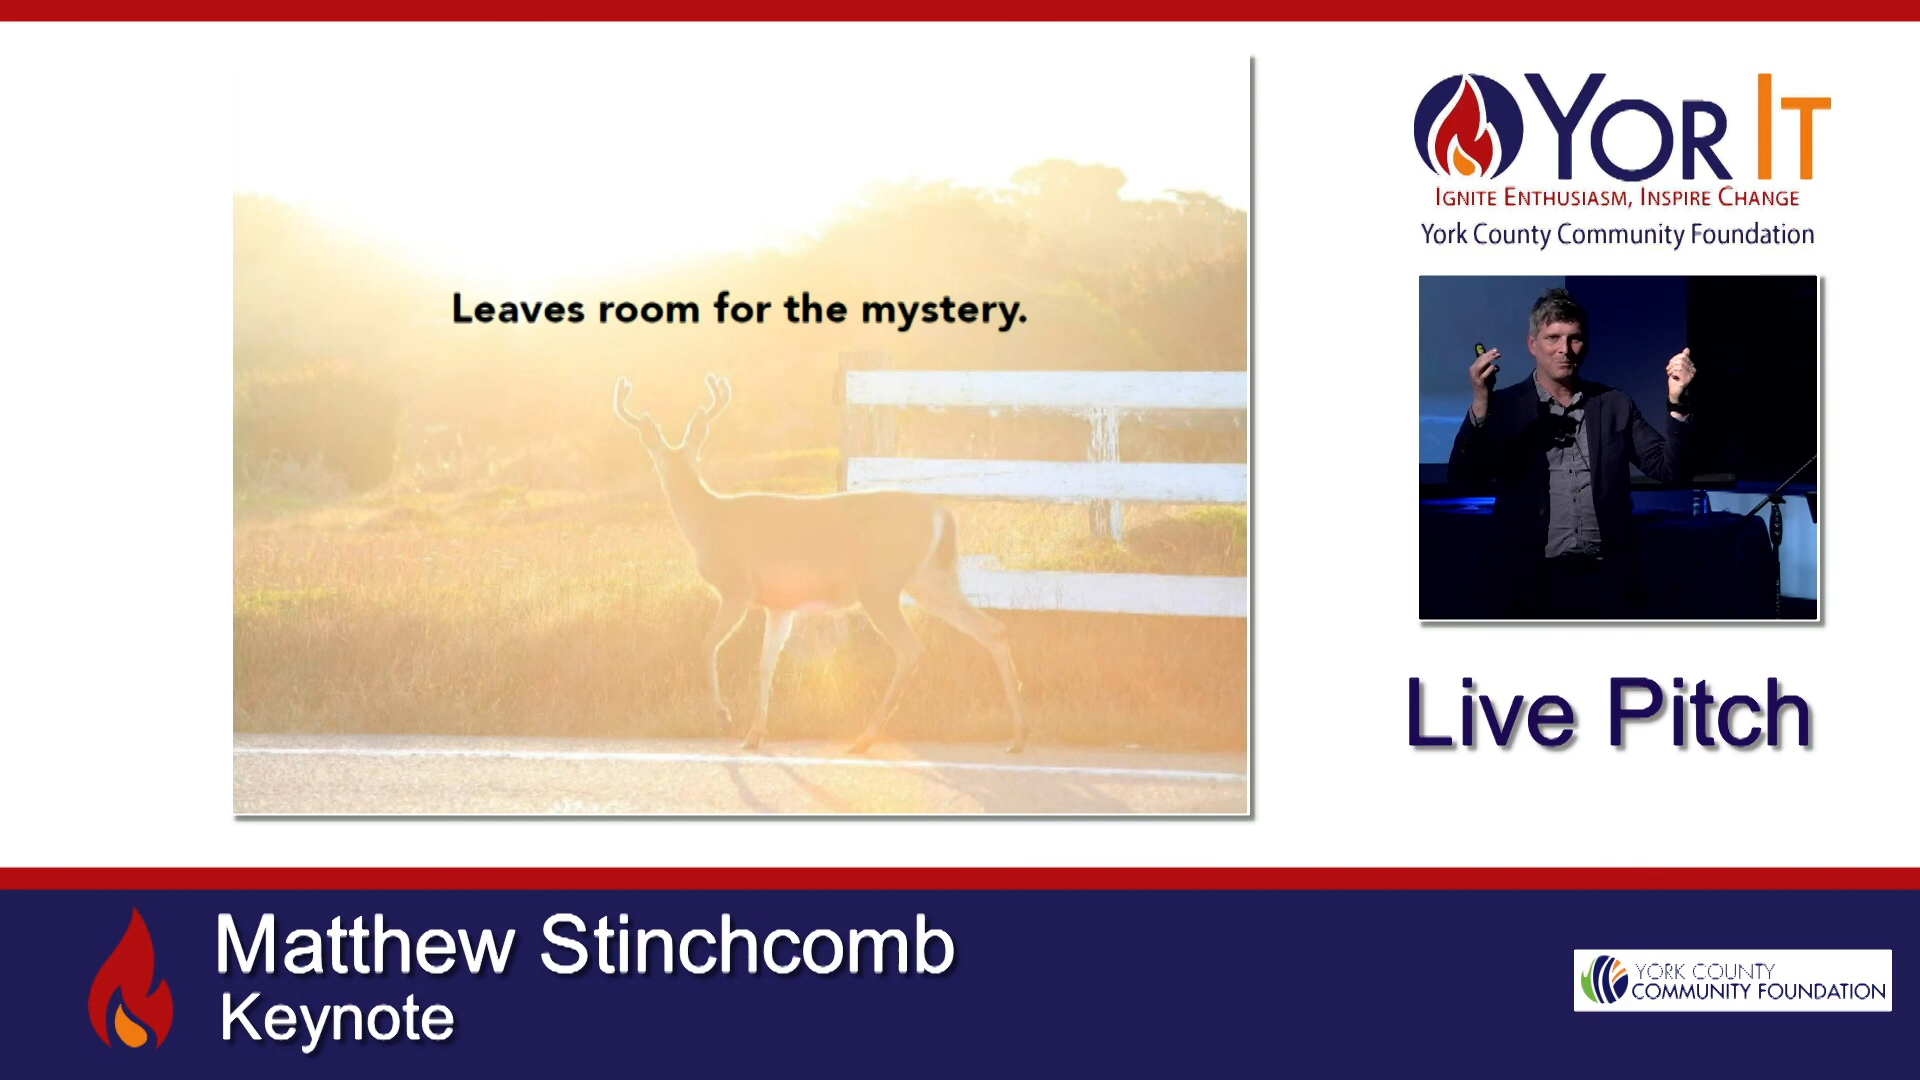 Leaves room for the mystery.
YOR IT
IGNITE ENTHUSIASM, INSPIRE CHANGE
York County Community Foundation
Live Pitch
Matthew Stinchcomb
Keynote
YORK COUNTY
COMMUNITY FOUNDATION